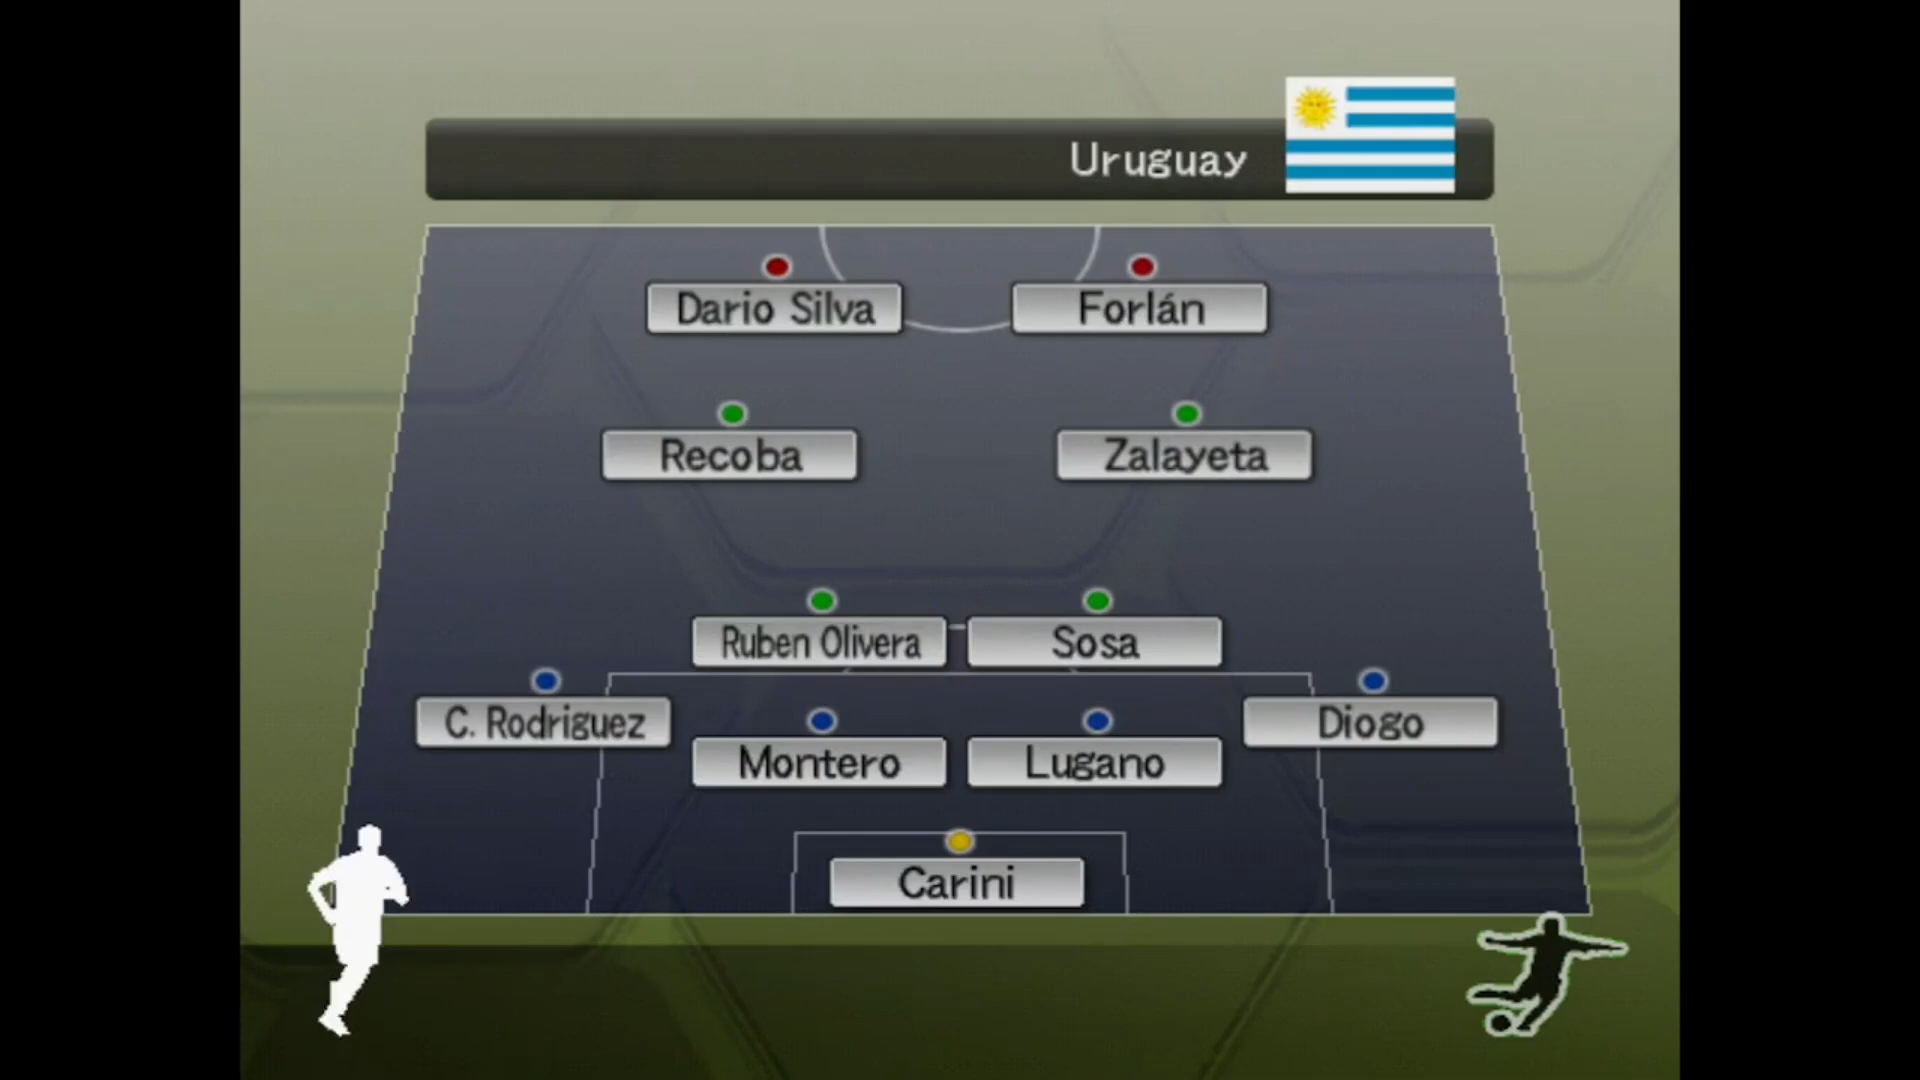 Uruguay
Dario Silva
Forlán
Recoba
Zalayeta
Ruben Olivera
Sosa
C. Rodriguez
Diogo
Montero
Lugano
Carini